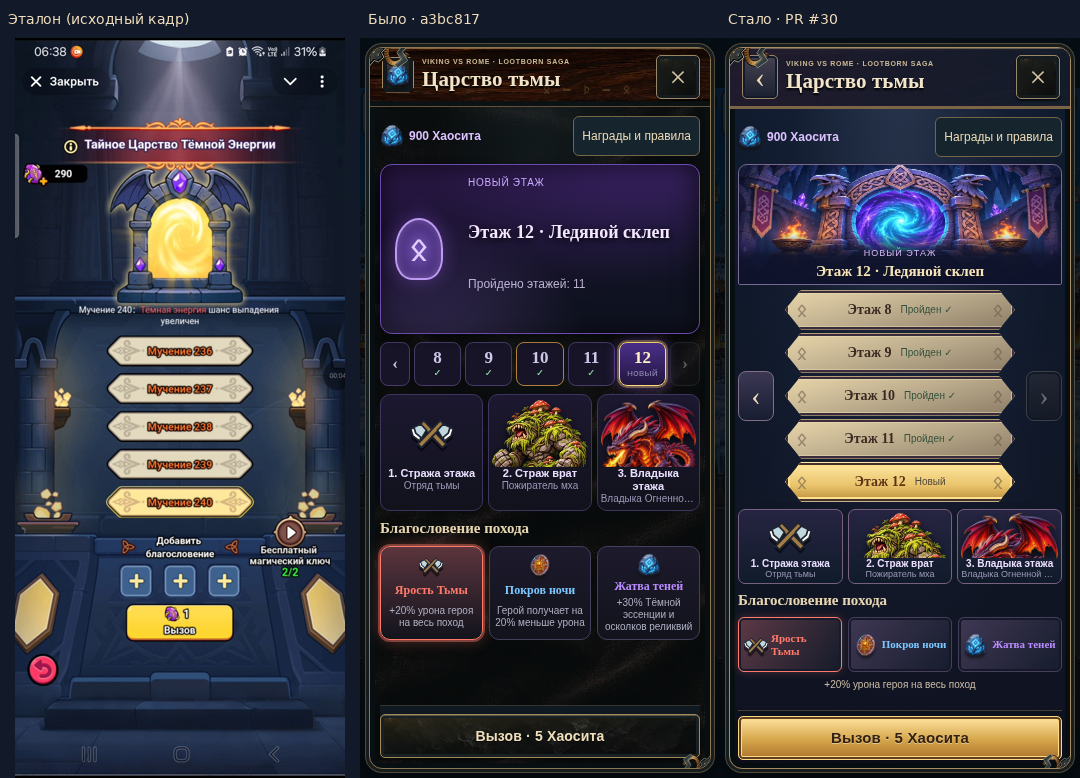 Эталон (исходный кадр)
06:38
31%
Закрыть
Тайное Царство Тёмной Энергии
290
Мучение 240: Темная энергия шанс выпадения
увеличен
Мучение 236
Мучение 237
Мучение 238
Мучение 239
Мучение 240
00:04
Добавить
благословение
Бесплатный
магический ключ
2/2
1
Вызов
Было · a3bc817
VIKING VS ROME · LOOTBORN SAGA
Царство тьмы
900 Хаосита
Награды и правила
НОВЫЙ ЭТАЖ
Этаж 12 · Ледяной склеп
Пройдено этажей: 11
‹ 8 ✓ 9 ✓ 10 ✓ 11 ✓ 12 НОВЫЙ ›
1. Стража этажа
Отряд тьмы
2. Страж врат
Пожиратель мха
3. Владыка
этажа
Владыка Огненно…
Благословение похода
Ярость Тьмы
+20% урона героя
на весь поход
Покров ночи
Герой получает на
20% меньше урона
Жатва теней
+30% Тёмной
эссенции и
осколков реликвий
Вызов · 5 Хаосита
Стало · PR #30
VIKING VS ROME · LOOTBORN SAGA
Царство тьмы
900 Хаосита
Награды и правила
НОВЫЙ ЭТАЖ
Этаж 12 · Ледяной склеп
Этаж 8 Пройден ✓
Этаж 9 Пройден ✓
Этаж 10 Пройден ✓
Этаж 11 Пройден ✓
Этаж 12 Новый
1. Стража этажа
Отряд тьмы
2. Страж врат
Пожиратель мха
3. Владыка этажа
Владыка Огненной …
Благословение похода
Ярость
Тьмы
Покров ночи
Жатва теней
+20% урона героя на весь поход
Вызов · 5 Хаосита